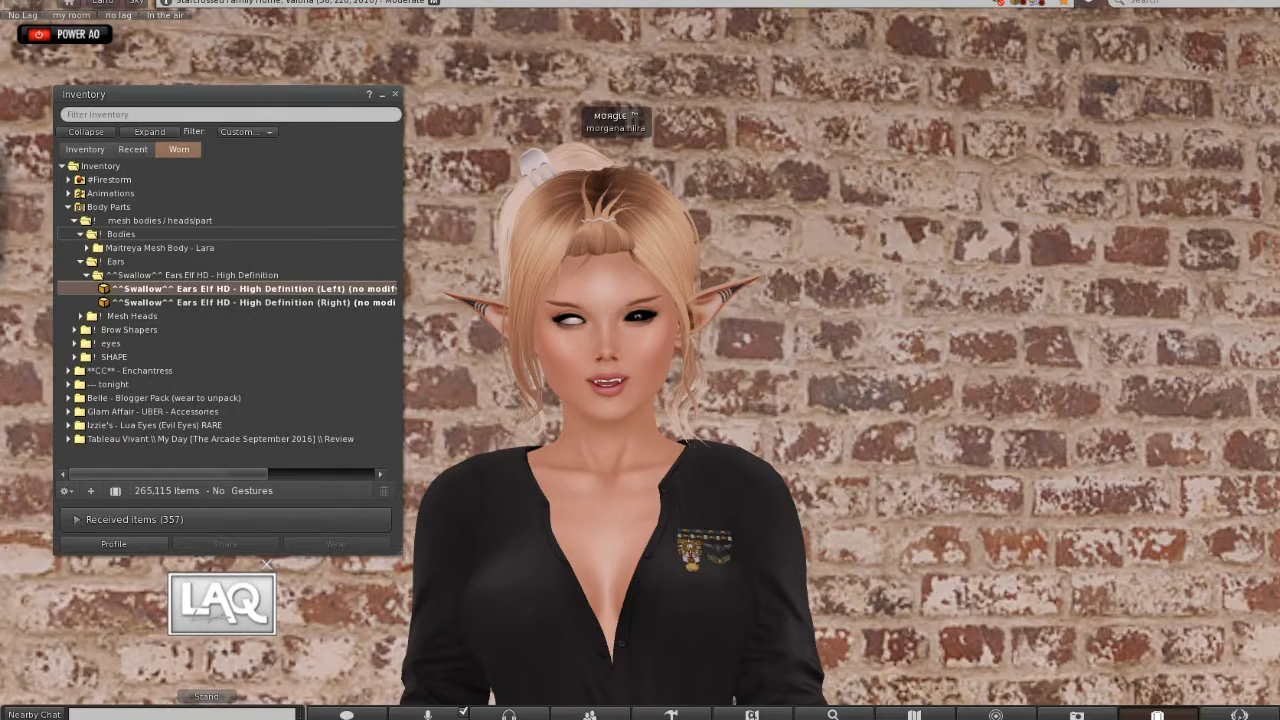 No Lag
my room
no lag
In the air
POWER AO
Inventory
Filter Inventory
Collapse
Expand
Filter:
Custom...
Inventory
Recent
Worn
Inventory
#Firestorm
Animations
Body Parts
! mesh bodies / heads/part
! Bodies
Maitreya Mesh Body - Lara
! Ears
^^Swallow^^ Ears Elf HD - High Definition
^^Swallow^^ Ears Elf HD - High Definition (Left) (no modif
^^Swallow^^ Ears Elf HD - High Definition (Right) (no modi
! Mesh Heads
! Brow Shapers
! eyes
! SHAPE
**CC** - Enchantress
--- tonight
Belle - Blogger Pack (wear to unpack)
Glam Affair - UBER - Accessories
Izzie's - Lua Eyes (Evil Eyes) RARE
Tableau Vivant \\ My Day [The Arcade September 2016] \\ Review
265,115 Items - No Gestures
Received Items (357)
Profile
Share
Wear
morgana.hilra
LAQ
Stand
Nearby Chat